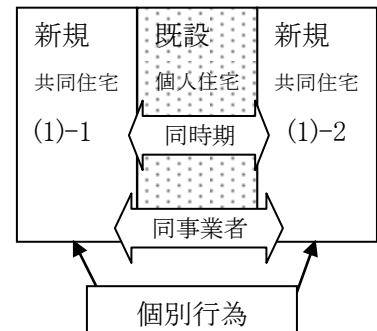 新規
共同住宅
(1)-1
既設
個人住宅
新規
共同住宅
(1)-2
同時期
同事業者
個別行為